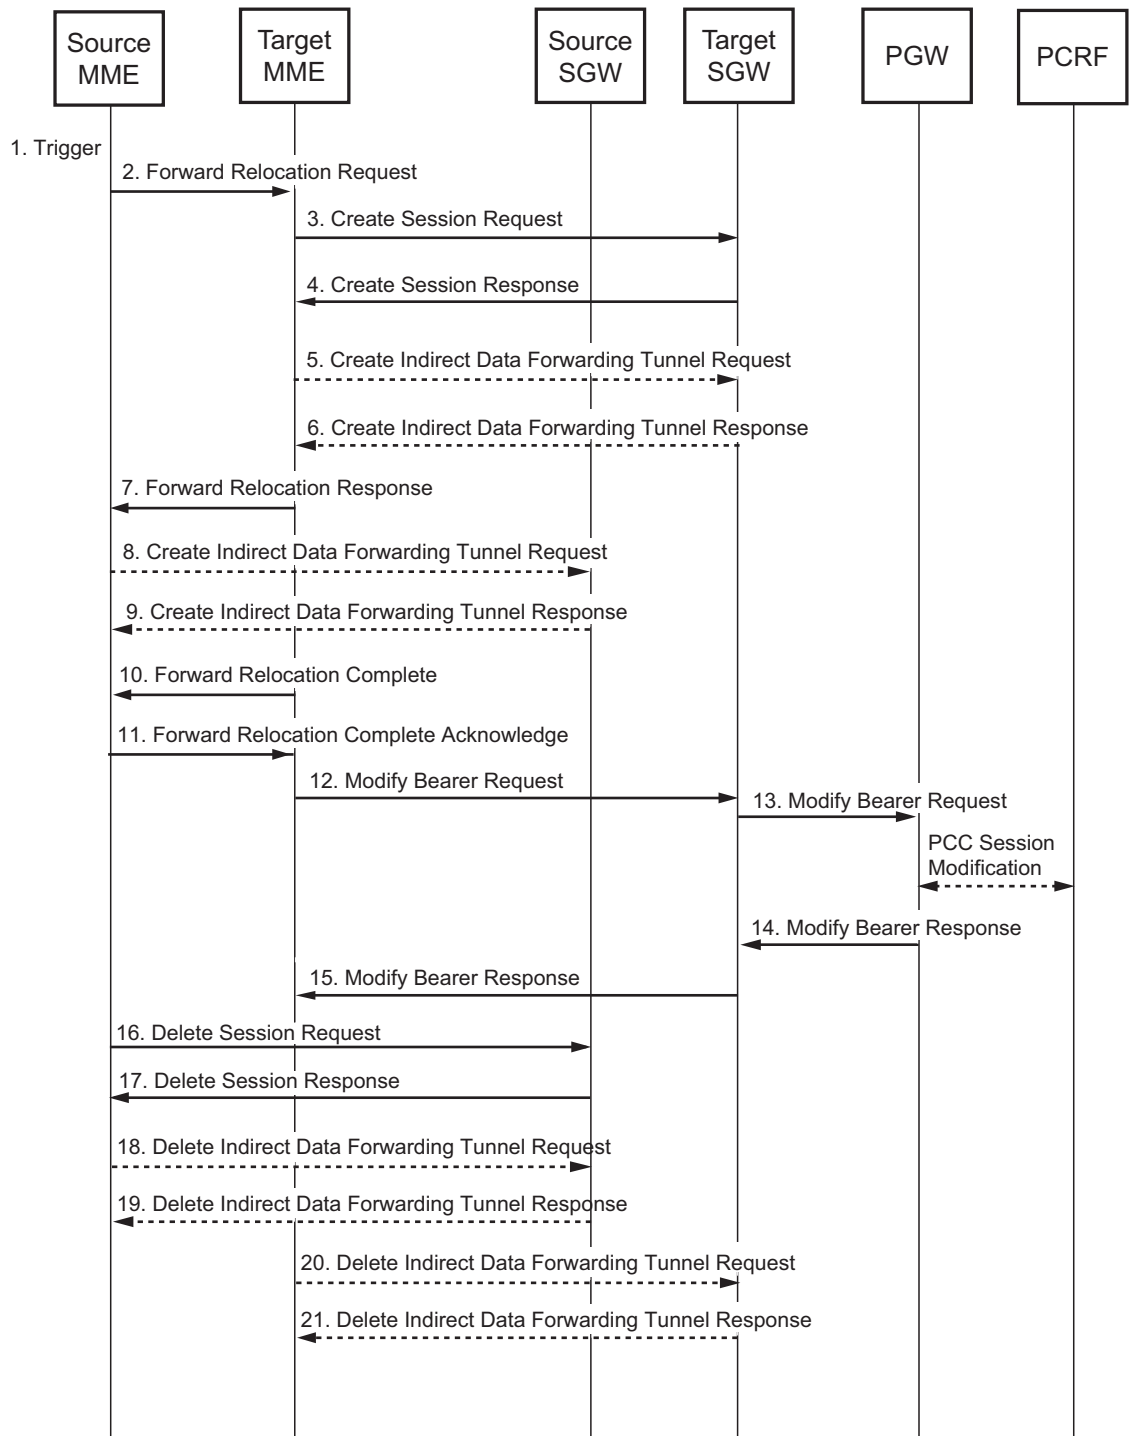 Source
MME
Target
MME
Source
SGW
Target
SGW
PGW
PCRF
1. Trigger
2. Forward Relocation Request
3. Create Session Request
4. Create Session Response
5. Create Indirect Data Forwarding Tunnel Request
6. Create Indirect Data Forwarding Tunnel Response
7. Forward Relocation Response
8. Create Indirect Data Forwarding Tunnel Request
9. Create Indirect Data Forwarding Tunnel Response
10. Forward Relocation Complete
11. Forward Relocation Complete Acknowledge
12. Modify Bearer Request
13. Modify Bearer Request
PCC Session
Modification
14. Modify Bearer Response
15. Modify Bearer Response
16. Delete Session Request
17. Delete Session Response
18. Delete Indirect Data Forwarding Tunnel Request
19. Delete Indirect Data Forwarding Tunnel Response
20. Delete Indirect Data Forwarding Tunnel Request
21. Delete Indirect Data Forwarding Tunnel Response